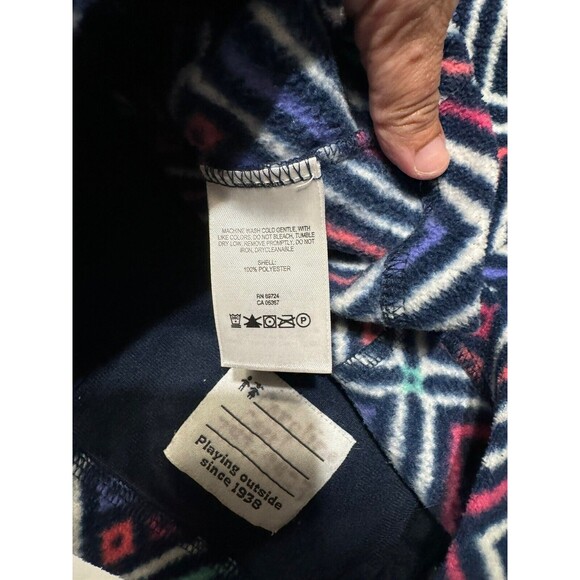 MACHINE WASH COLD GENTLE, WITH
LIKE COLORS, DO NOT BLEACH, TUMBLE
DRY LOW, REMOVE PROMPTLY, DO NOT
IRON, DRYCLEANABLE
SHELL:
100% POLYESTER
RN 69724
CA 05367
P
Playing outside
since 1938